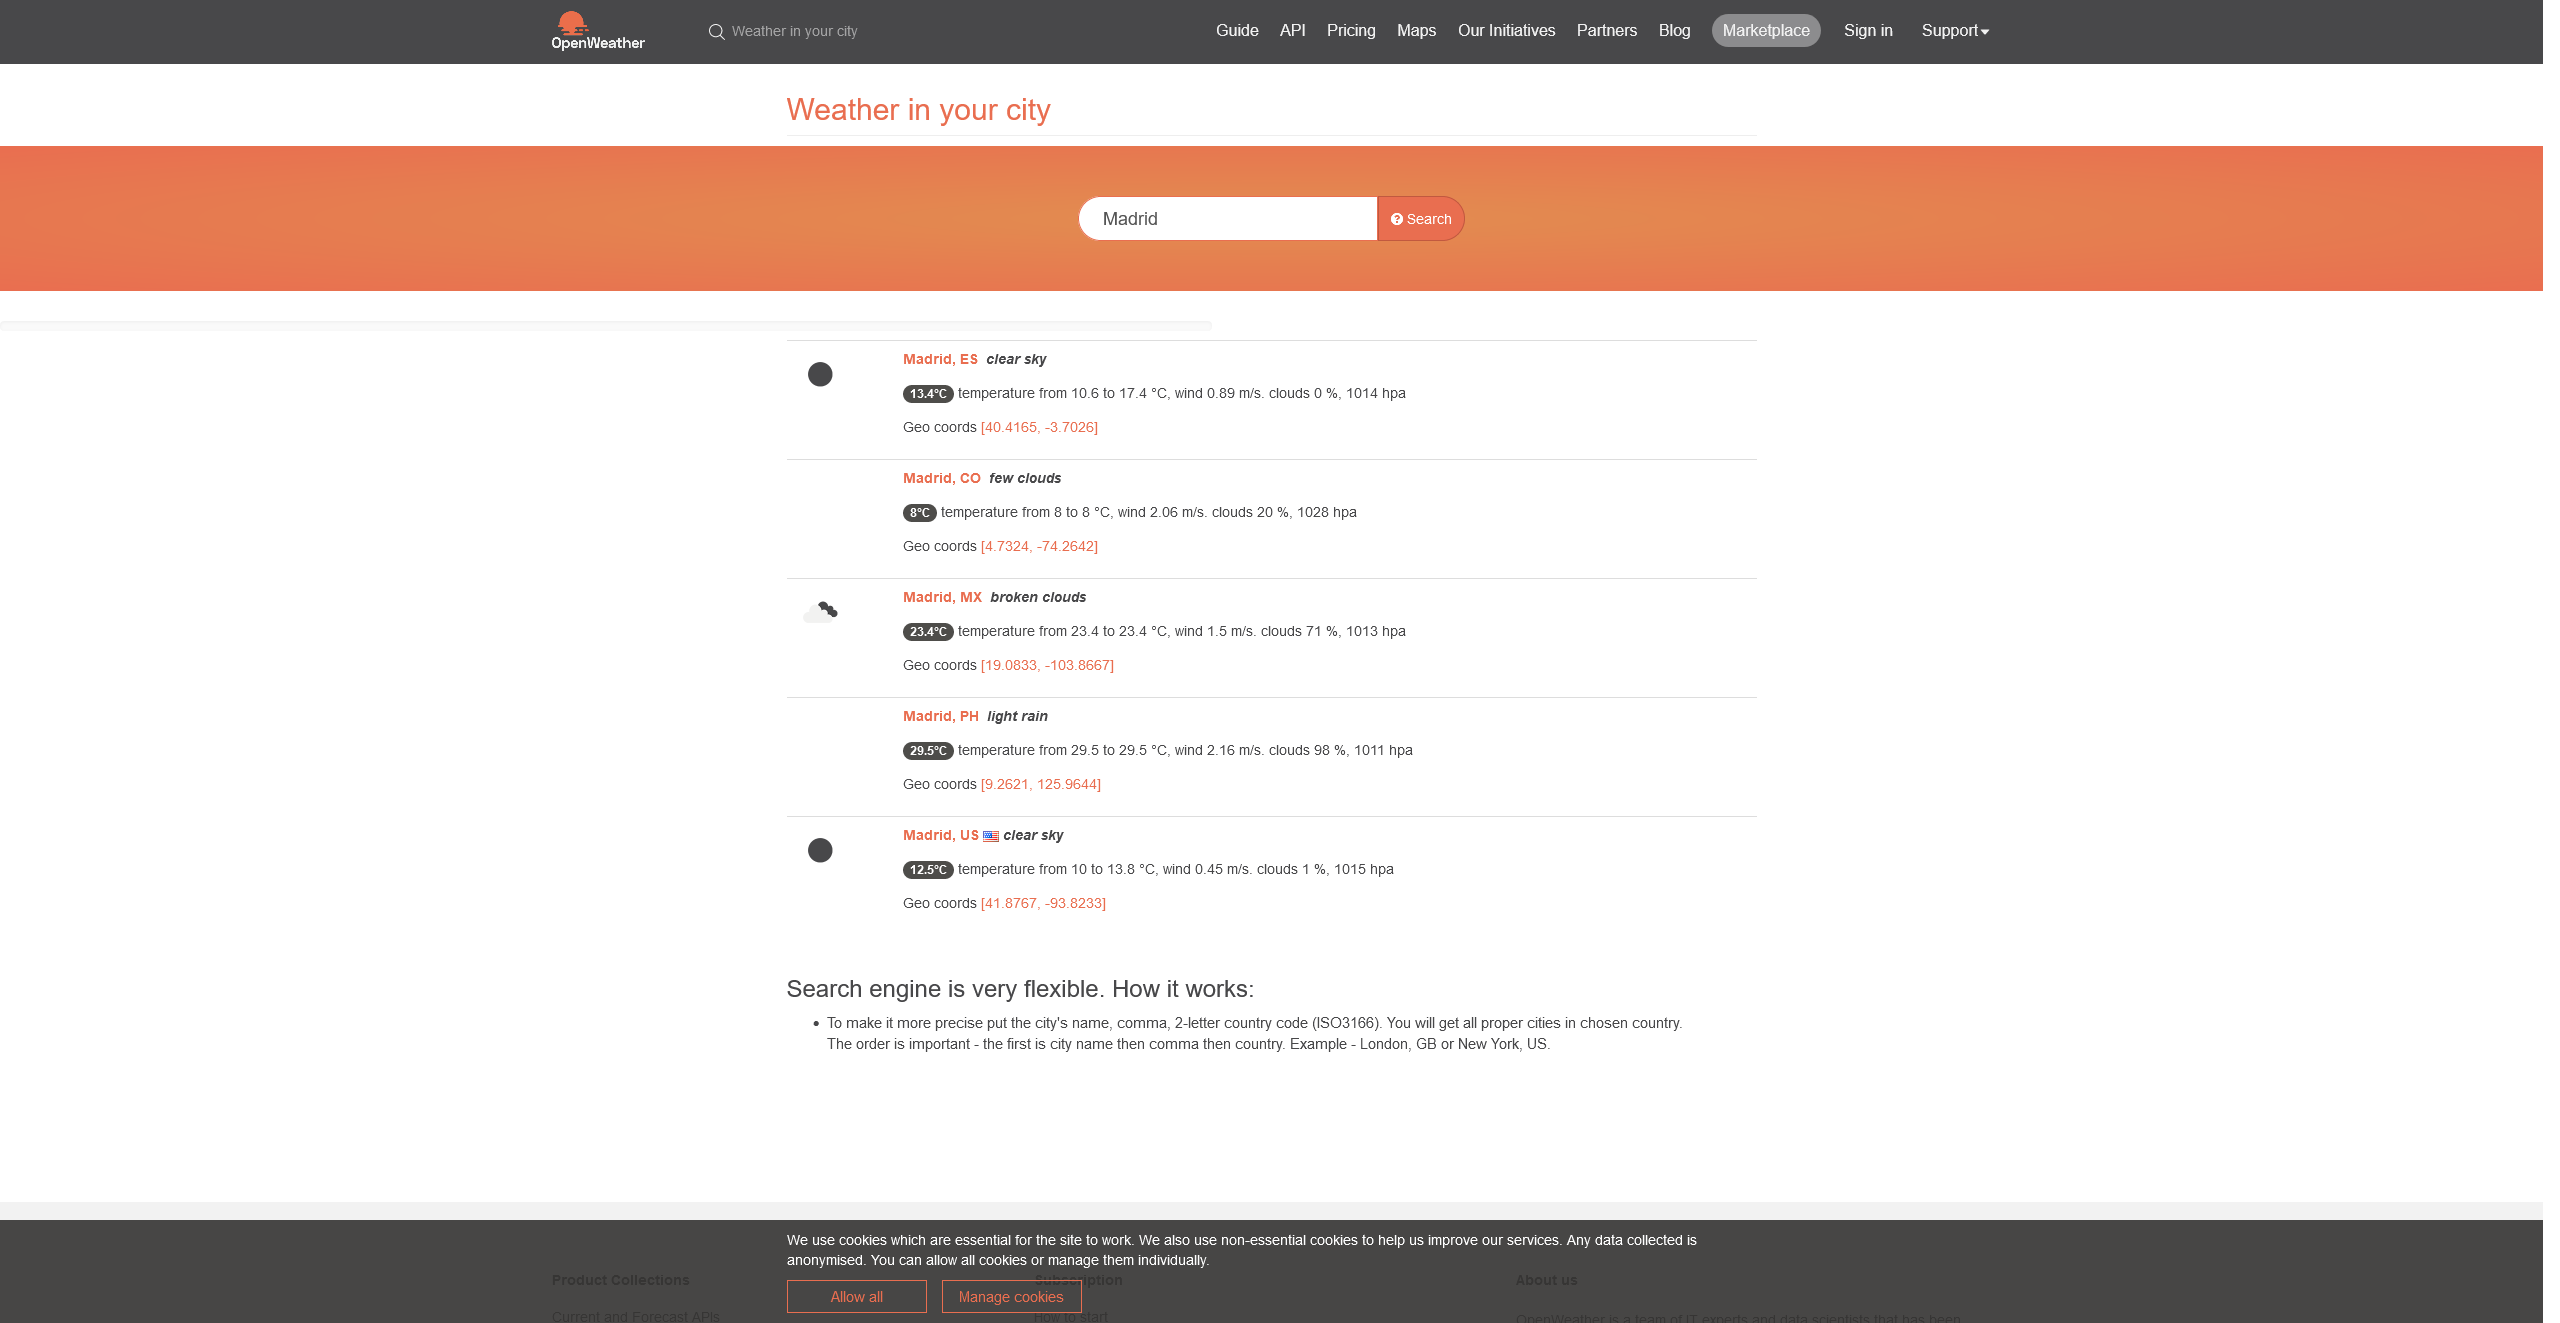 OpenWeather
Weather in your city
Guide API Pricing Maps Our Initiatives Partners Blog Marketplace Sign in Support
Weather in your city
Madrid Search
Madrid, ES clear sky
13.4°C temperature from 10.6 to 17.4 °C, wind 0.89 m/s. clouds 0 %, 1014 hpa
Geo coords [40.4165, -3.7026]
Madrid, CO few clouds
8°C temperature from 8 to 8 °C, wind 2.06 m/s. clouds 20 %, 1028 hpa
Geo coords [4.7324, -74.2642]
Madrid, MX broken clouds
23.4°C temperature from 23.4 to 23.4 °C, wind 1.5 m/s. clouds 71 %, 1013 hpa
Geo coords [19.0833, -103.8667]
Madrid, PH light rain
29.5°C temperature from 29.5 to 29.5 °C, wind 2.16 m/s. clouds 98 %, 1011 hpa
Geo coords [9.2621, 125.9644]
Madrid, US clear sky
12.5°C temperature from 10 to 13.8 °C, wind 0.45 m/s. clouds 1 %, 1015 hpa
Geo coords [41.8767, -93.8233]
Search engine is very flexible. How it works:
• To make it more precise put the city's name, comma, 2-letter country code (ISO3166). You will get all proper cities in chosen country.
The order is important - the first is city name then comma then country. Example - London, GB or New York, US.
We use cookies which are essential for the site to work. We also use non-essential cookies to help us improve our services. Any data collected is
anonymised. You can allow all cookies or manage them individually.
Product Collections Subscription About us
Allow all Manage cookies
Current and Forecast APIs How to start OpenWeather is a team of IT experts and data scientists that has been